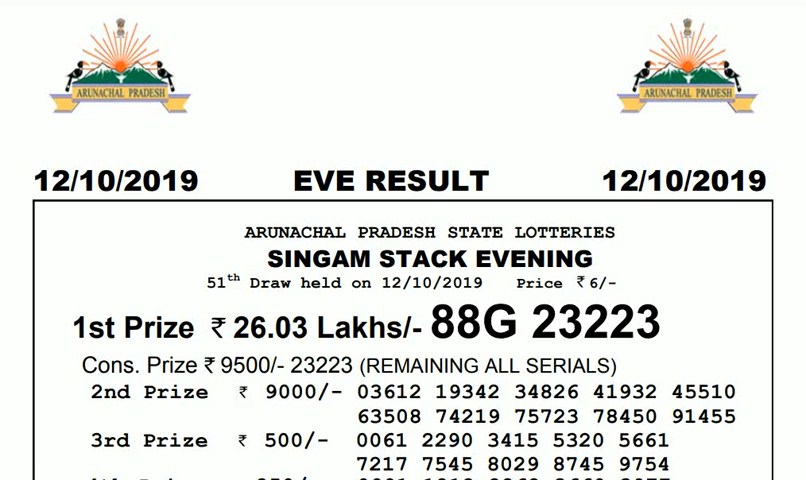 ARUNACHAL PRADESH
ARUNACHAL PRADESH
12/10/2019 EVE RESULT 12/10/2019
ARUNACHAL PRADESH STATE LOTTERIES
SINGAM STACK EVENING
51th Draw held on 12/10/2019 Price ₹6/-
1st Prize ₹ 26.03 Lakhs/- 88G 23223
Cons. Prize ₹ 9500/- 23223 (REMAINING ALL SERIALS)
2nd Prize ₹ 9000/- 03612 19342 34826 41932 45510
63508 74219 75723 78450 91455
3rd Prize ₹ 500/- 0061 2290 3415 5320 5661
7217 7545 8029 8745 9754